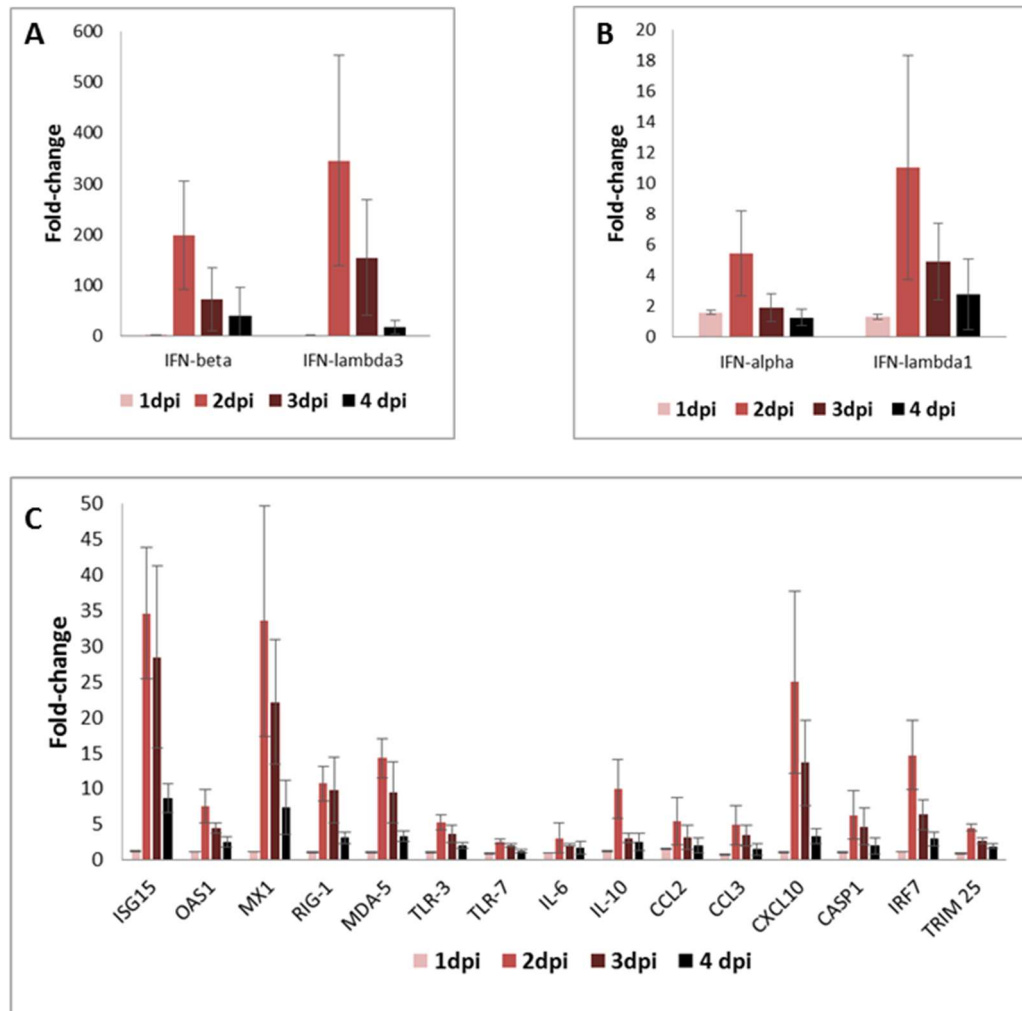 A
Fold-change
600
500
400
300
200
100
0
IFN-beta IFN-lambda3
1dpi 2dpi 3dpi 4 dpi
B
Fold-change
20
18
16
14
12
10
8
6
4
2
0
IFN-alpha IFN-lambda1
1dpi 2dpi 3dpi 4 dpi
C
Fold-change
50
45
40
35
30
25
20
15
10
5
0
ISG15 OAS1 MX1 RIG-1 MDA-5 TLR-3 TLR-7 IL-6 IL-10 CCL2 CCL3 CXCL10 CASP1 IRF7 TRIM 25
1dpi 2dpi 3dpi 4 dpi